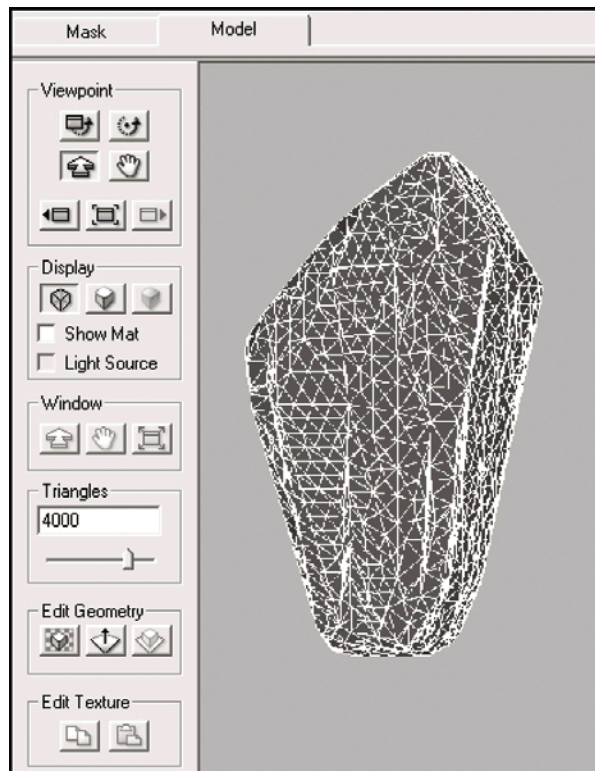 Mask
Model
Viewpoint
Display
Show Mat
Light Source
Window
Triangles
4000
Edit Geometry
Edit Texture